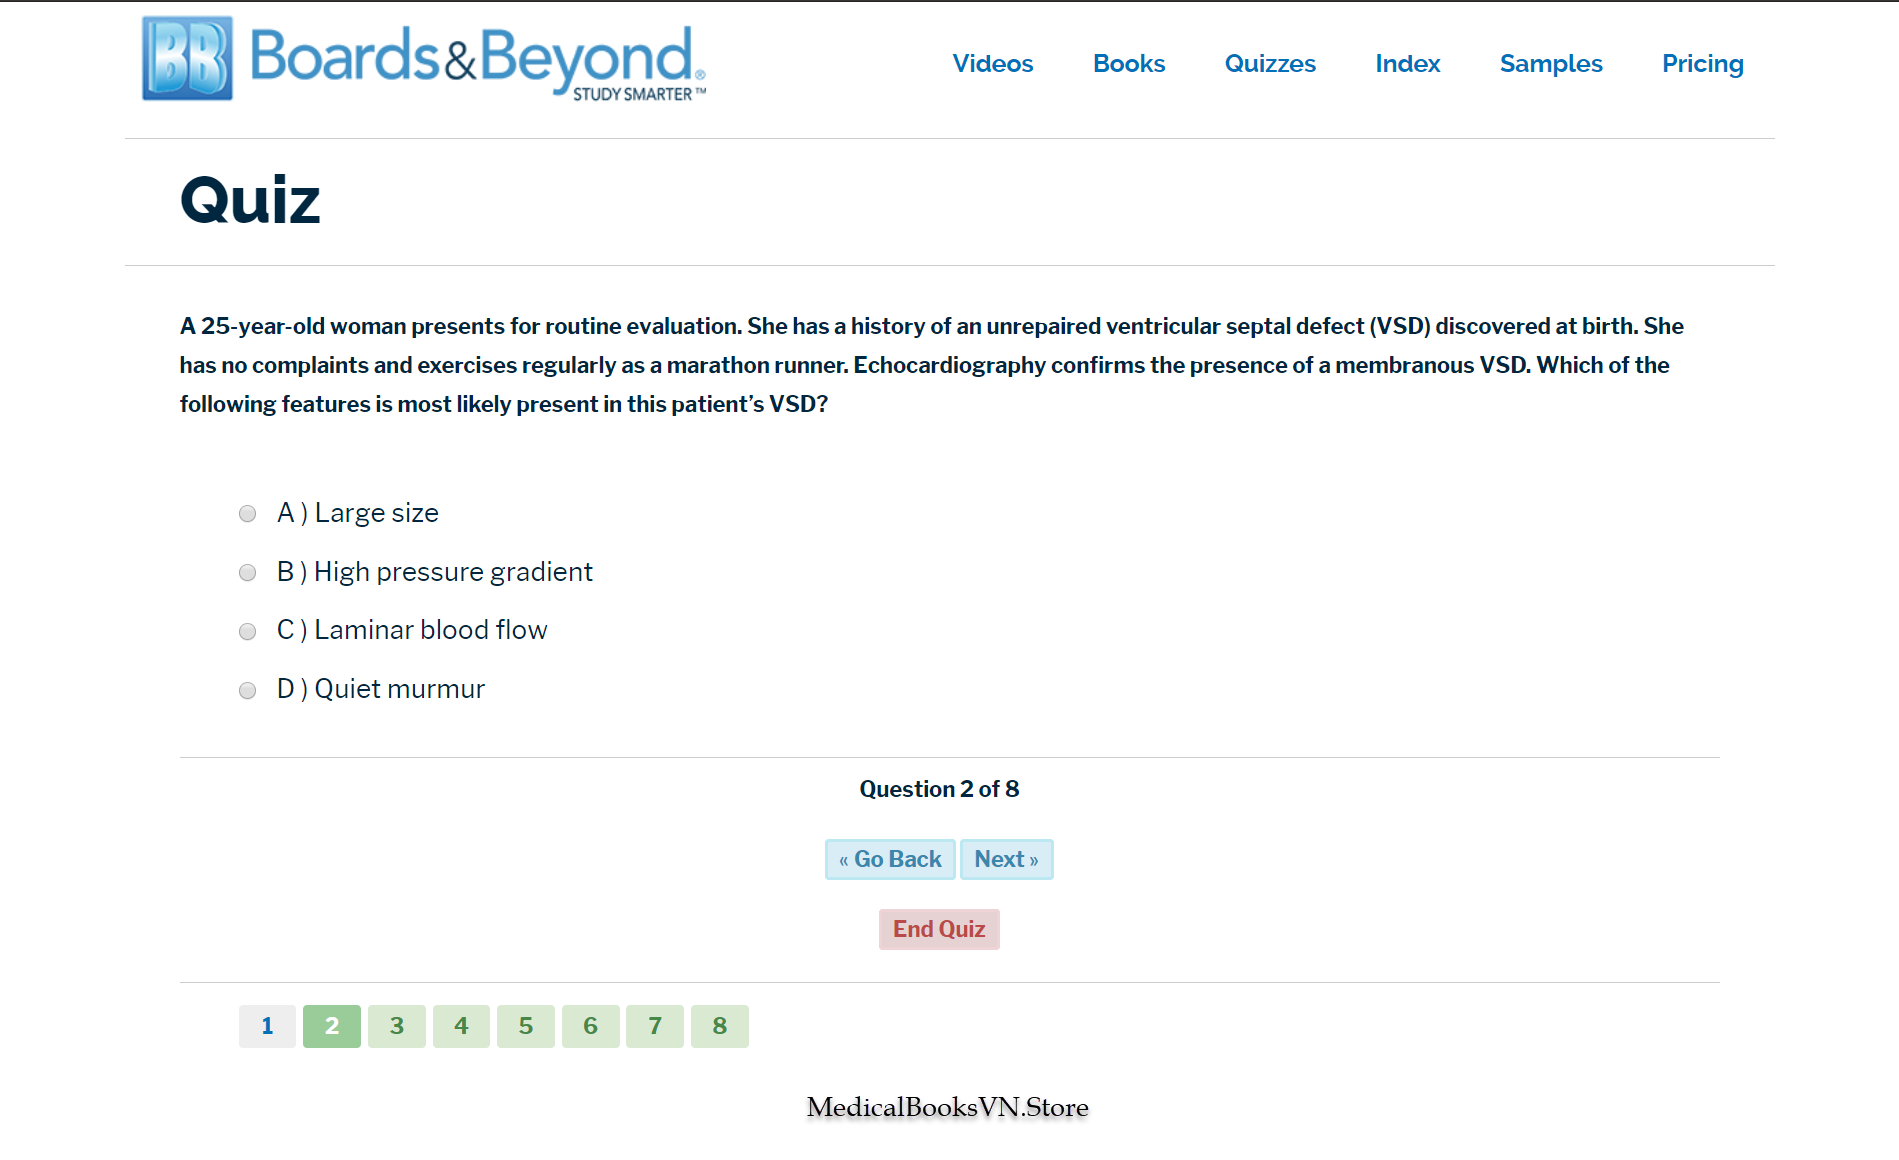 BB Boards&Beyond®
STUDY SMARTER™
Videos Books Quizzes Index Samples Pricing
Quiz
A 25-year-old woman presents for routine evaluation. She has a history of an unrepaired ventricular septal defect (VSD) discovered at birth. She
has no complaints and exercises regularly as a marathon runner. Echocardiography confirms the presence of a membranous VSD. Which of the
following features is most likely present in this patient’s VSD?
A ) Large size
B ) High pressure gradient
C ) Laminar blood flow
D ) Quiet murmur
Question 2 of 8
« Go Back Next »
End Quiz
1 2 3 4 5 6 7 8
MedicalBooksVN.Store